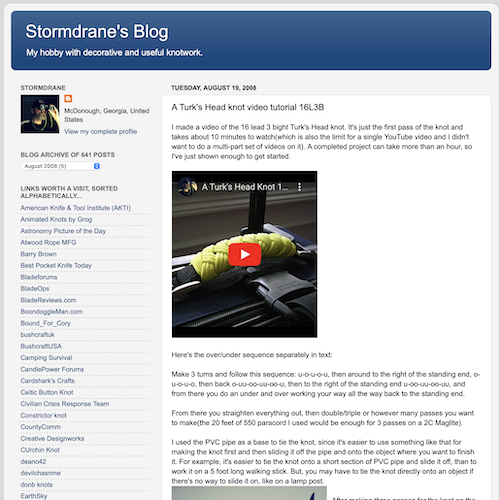 Stormdrane's Blog
My hobby with decorative and useful knotwork.
STORMDRANE
McDonough, Georgia, United
States
View my complete profile
BLOG ARCHIVE OF 641 POSTS
August 2008 (5)
LINKS WORTH A VISIT, SORTED
ALPHABETICALLY...
American Knife & Tool Institute (AKTI)
Animated Knots by Grog
Astronomy Picture of the Day
Atwood Rope MFG
Barry Brown
Best Pocket Knife Today
Bladeforums
BladeOps
BladeReviews.com
BoondoggleMan.com
Bound_For_Cory
bushcraftuk
BushcraftUSA
Camping Survival
CandlePower Forums
Cardshark's Crafts
Celtic Button Knot
Civilian Crisis Response Team
Constrictor knot
CountyComm
Creative Designworks
CUrchin Knot
deano42
devilchasnme
donb knots
EarthSky
TUESDAY, AUGUST 19, 2008
A Turk's Head knot video tutorial 16L3B
I made a video of the 16 lead 3 bight Turk's Head knot. It's just the first pass of the knot and
takes about 10 minutes to watch(which is also the limit for a single YouTube video and I didn't
want to do a multi-part set of videos on it). A completed project can take more than an hour, so
I've just shown enough to get started.
A Turk's Head Knot 1...
Here's the over/under sequence separately in text:
Make 3 turns and follow this sequence: u-o-u-o-u, then around to the right of the standing end, o-
u-o-u-o, then back o-uu-oo-uu-oo-u, then to the right of the standing end u-oo-uu-oo-uu, and
from there you do an under and over working your way all the way back to the standing end.
From there you straighten everything out, then double/triple or however many passes you want
to make(the 20 feet of 550 paracord I used would be enough for 3 passes on a 2C Maglite).
I used the PVC pipe as a base to tie the knot, since it's easier to use something like that for
making the knot first and then sliding it off the pipe and onto the object where you want to finish
it. For example, it's easier to tie the knot onto a short section of PVC pipe and slide it off, than to
work it on a 5 foot long walking stick. But, you may have to tie the knot directly onto an object if
there's no way to slide it on, like on a lamp post.